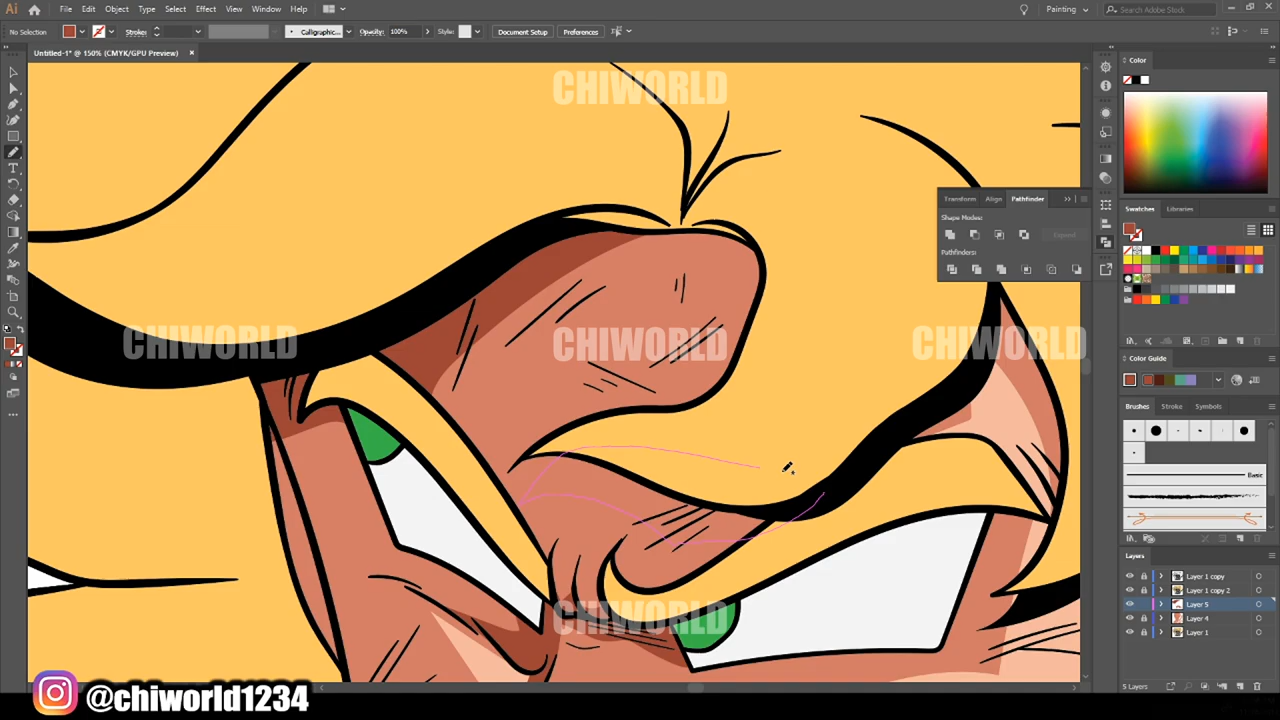 Ai File Edit Object Type Select Effect View Window Help Painting Search Adobe Stock
No Selection Stroke: Calligraphic... Opacity: 100% Style: Document Setup Preferences
Untitled-1* @ 150% (CMYK/GPU Preview) ×
Color
CHIWORLD
Transform Align Pathfinder
Shape Modes:
Expand
Pathfinders:
Swatches Libraries
CHIWORLD CHIWORLD CHIWORLD
Color Guide
Brushes Stroke Symbols
Basic
Layers
Layer 1 copy
Layer 1 copy 2
Layer 5
Layer 4
Layer 1
CHIWORLD
5 Layers
@chiworld1234